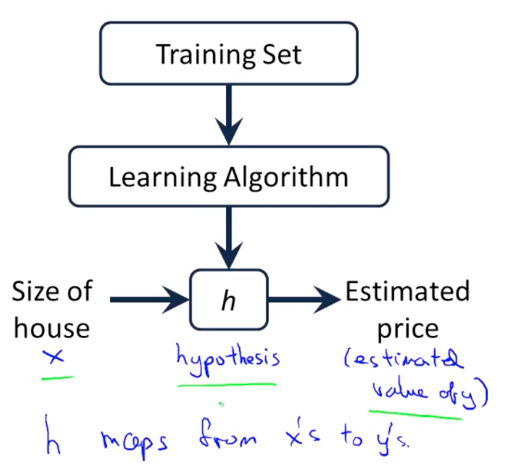 Training Set
Learning Algorithm
Size of
house
h
Estimated
price
x
hypothesis
(estimated
value of y)
h maps from x's to y's.